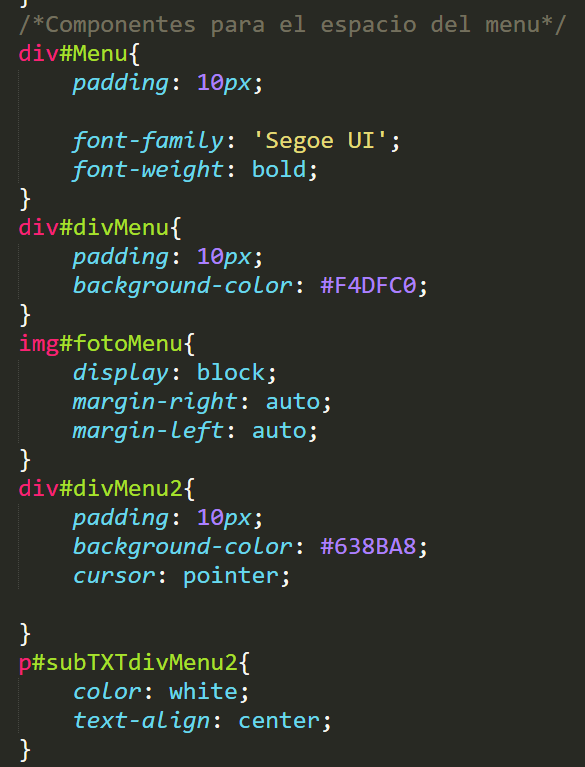 }
/*Componentes para el espacio del menu*/
div#Menu{
padding: 10px;
font-family: 'Segoe UI';
font-weight: bold;
}
div#divMenu{
padding: 10px;
background-color: #F4DFC0;
}
img#fotoMenu{
display: block;
margin-right: auto;
margin-left: auto;
}
div#divMenu2{
padding: 10px;
background-color: #638BA8;
cursor: pointer;
}
p#subTXTdivMenu2{
color: white;
text-align: center;
}